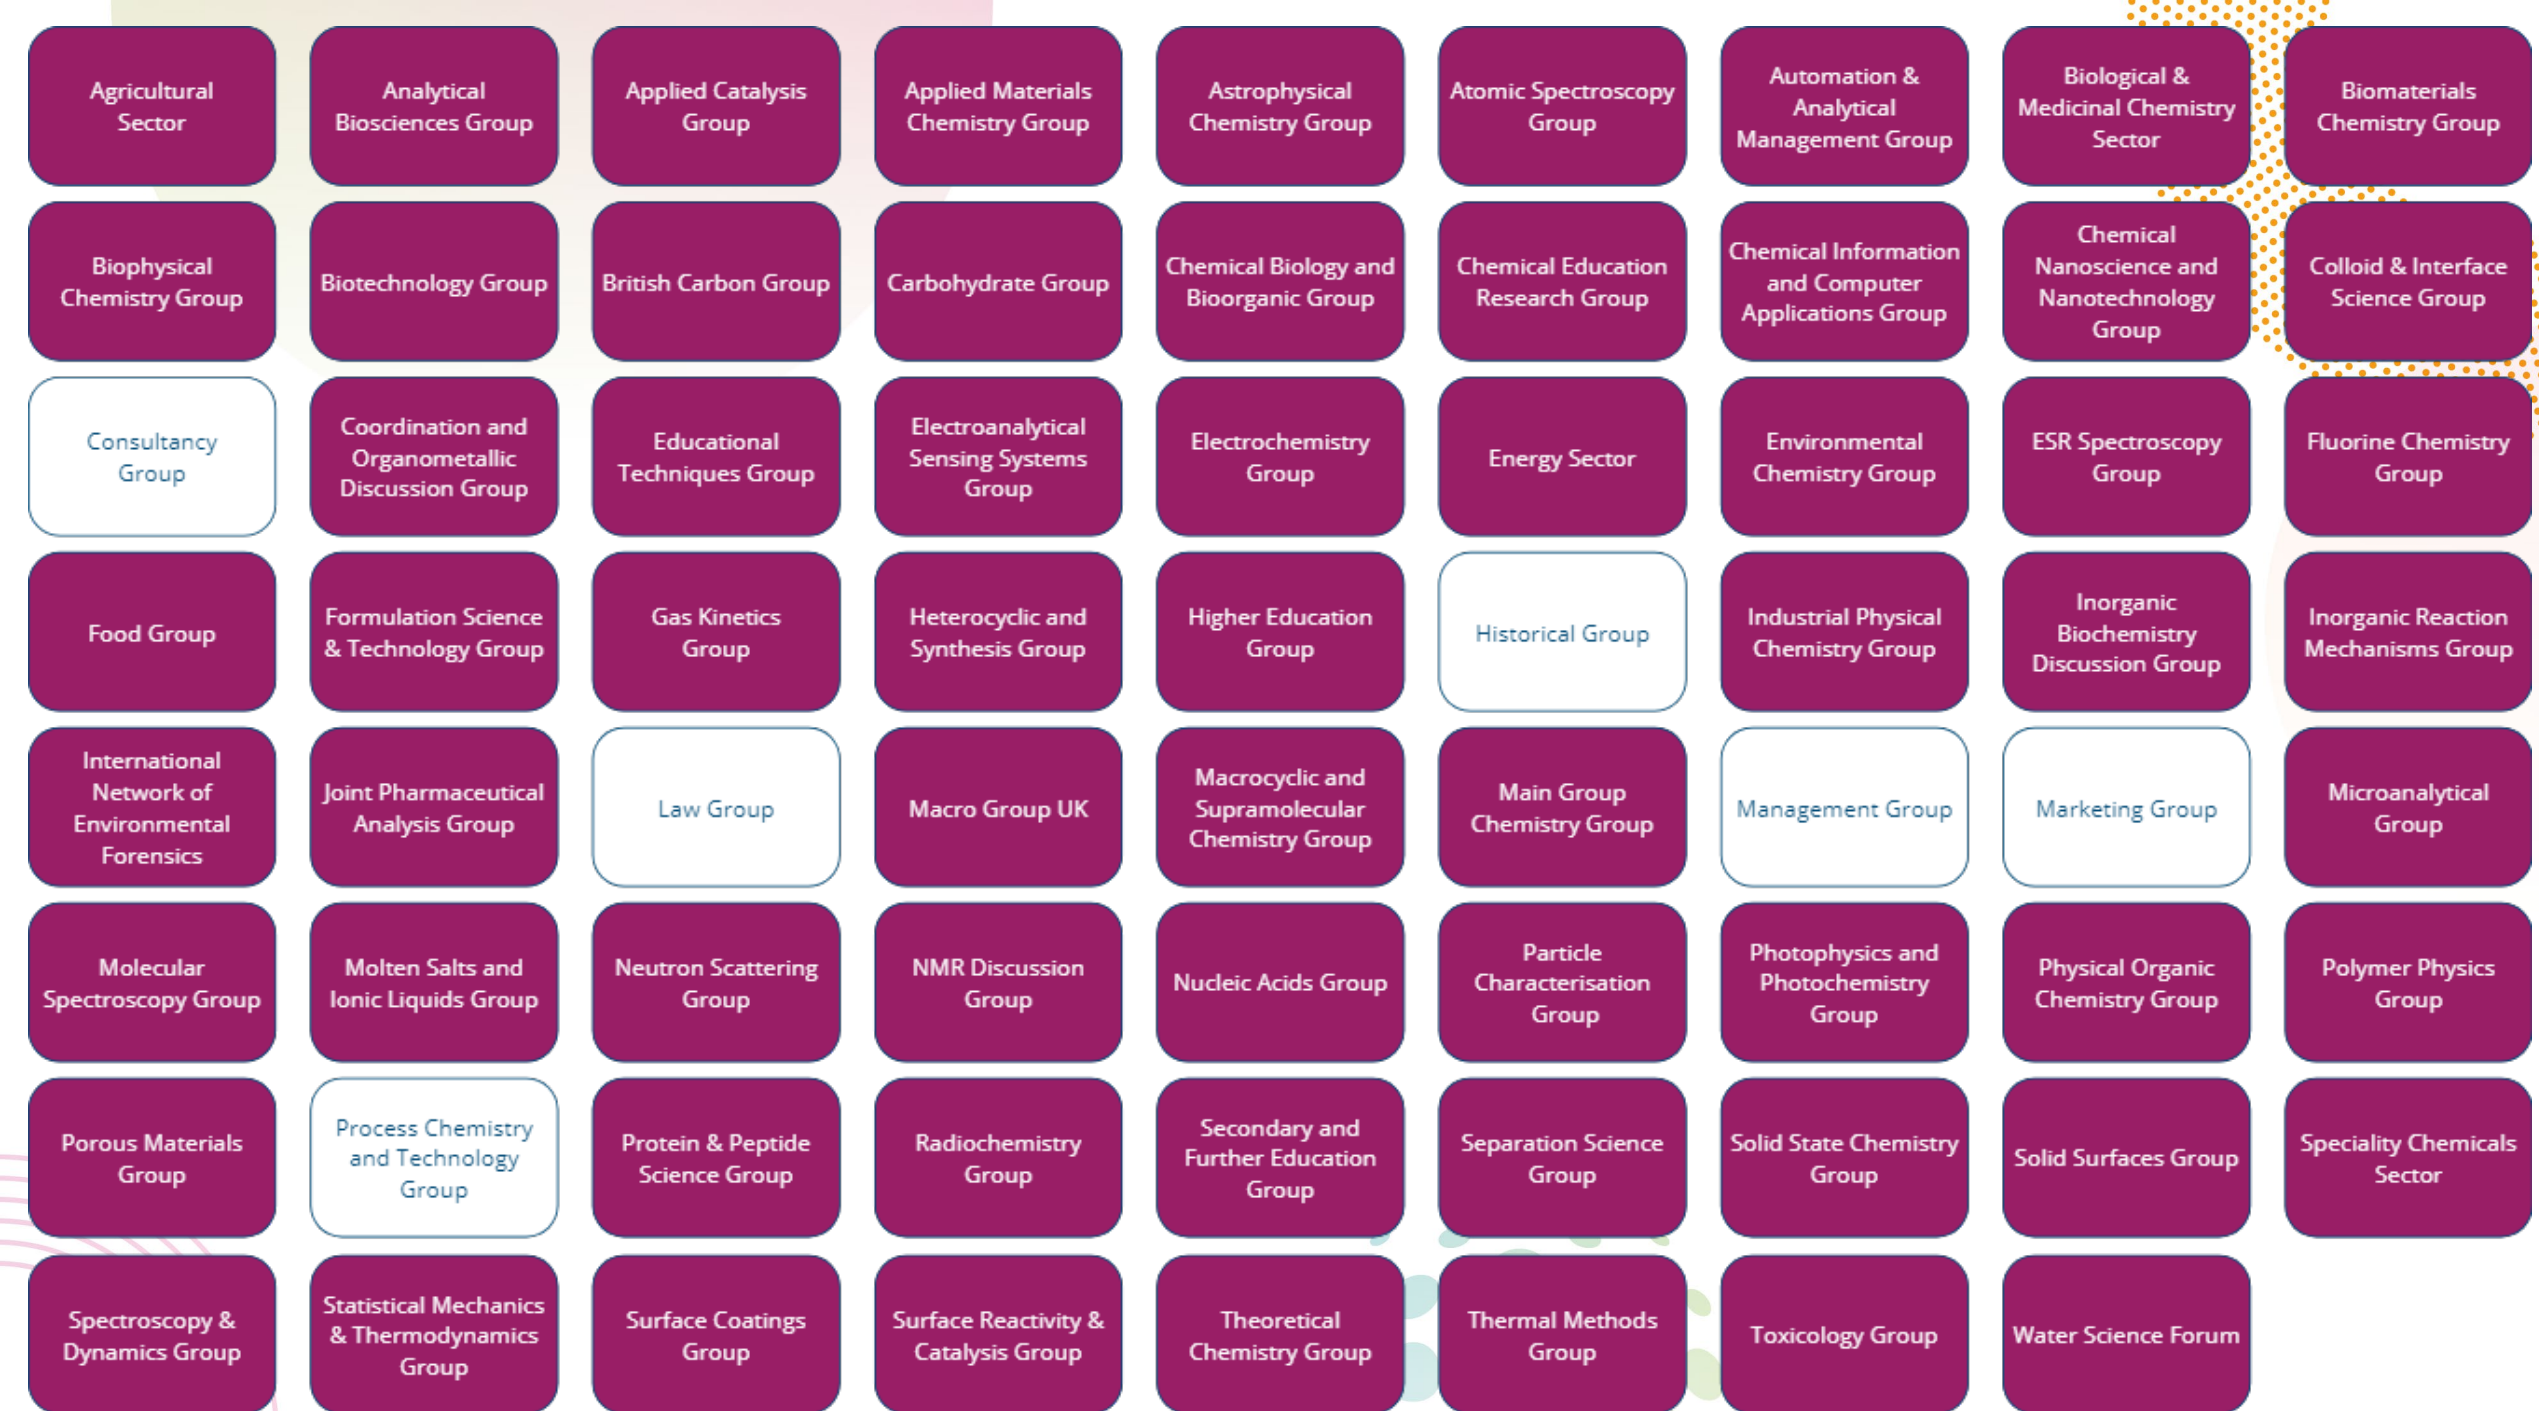 Agricultural
Sector
Analytical
Biosciences Group
Applied Catalysis
Group
Applied Materials
Chemistry Group
Astrophysical
Chemistry Group
Atomic Spectroscopy
Group
Automation &
Analytical
Management Group
Biological &
Medicinal Chemistry
Sector
Biomaterials
Chemistry Group
Biophysical
Chemistry Group
Biotechnology Group
British Carbon Group
Carbohydrate Group
Chemical Biology and
Bioorganic Group
Chemical Education
Research Group
Chemical Information
and Computer
Applications Group
Chemical
Nanoscience and
Nanotechnology
Group
Colloid & Interface
Science Group
Consultancy
Group
Coordination and
Organometallic
Discussion Group
Educational
Techniques Group
Electroanalytical
Sensing Systems
Group
Electrochemistry
Group
Energy Sector
Environmental
Chemistry Group
ESR Spectroscopy
Group
Fluorine Chemistry
Group
Food Group
Formulation Science
& Technology Group
Gas Kinetics
Group
Heterocyclic and
Synthesis Group
Higher Education
Group
Historical Group
Industrial Physical
Chemistry Group
Inorganic
Biochemistry
Discussion Group
Inorganic Reaction
Mechanisms Group
International
Network of
Environmental
Forensics
Joint Pharmaceutical
Analysis Group
Law Group
Macro Group UK
Macrocyclic and
Supramolecular
Chemistry Group
Main Group
Chemistry Group
Management Group
Marketing Group
Microanalytical
Group
Molecular
Spectroscopy Group
Molten Salts and
Ionic Liquids Group
Neutron Scattering
Group
NMR Discussion
Group
Nucleic Acids Group
Particle
Characterisation
Group
Photophysics and
Photochemistry
Group
Physical Organic
Chemistry Group
Polymer Physics
Group
Porous Materials
Group
Process Chemistry
and Technology
Group
Protein & Peptide
Science Group
Radiochemistry
Group
Secondary and
Further Education
Group
Separation Science
Group
Solid State Chemistry
Group
Solid Surfaces Group
Speciality Chemicals
Sector
Spectroscopy &
Dynamics Group
Statistical Mechanics
& Thermodynamics
Group
Surface Coatings
Group
Surface Reactivity &
Catalysis Group
Theoretical
Chemistry Group
Thermal Methods
Group
Toxicology Group
Water Science Forum